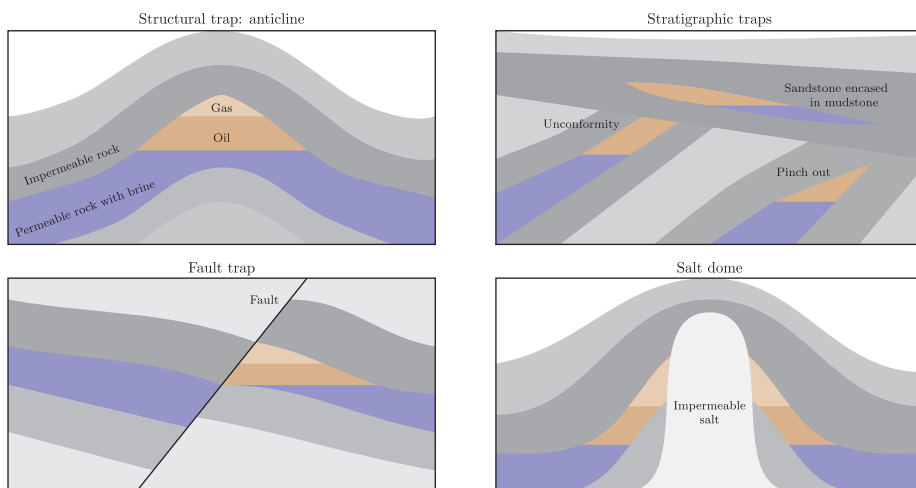 Structural trap: anticline
Gas
Oil
Impermeable rock
Permeable rock with brine
Stratigraphic traps
Sandstone encased
in mudstone
Unconformity
Pinch out
Fault trap
Fault
Salt dome
Impermeable
salt